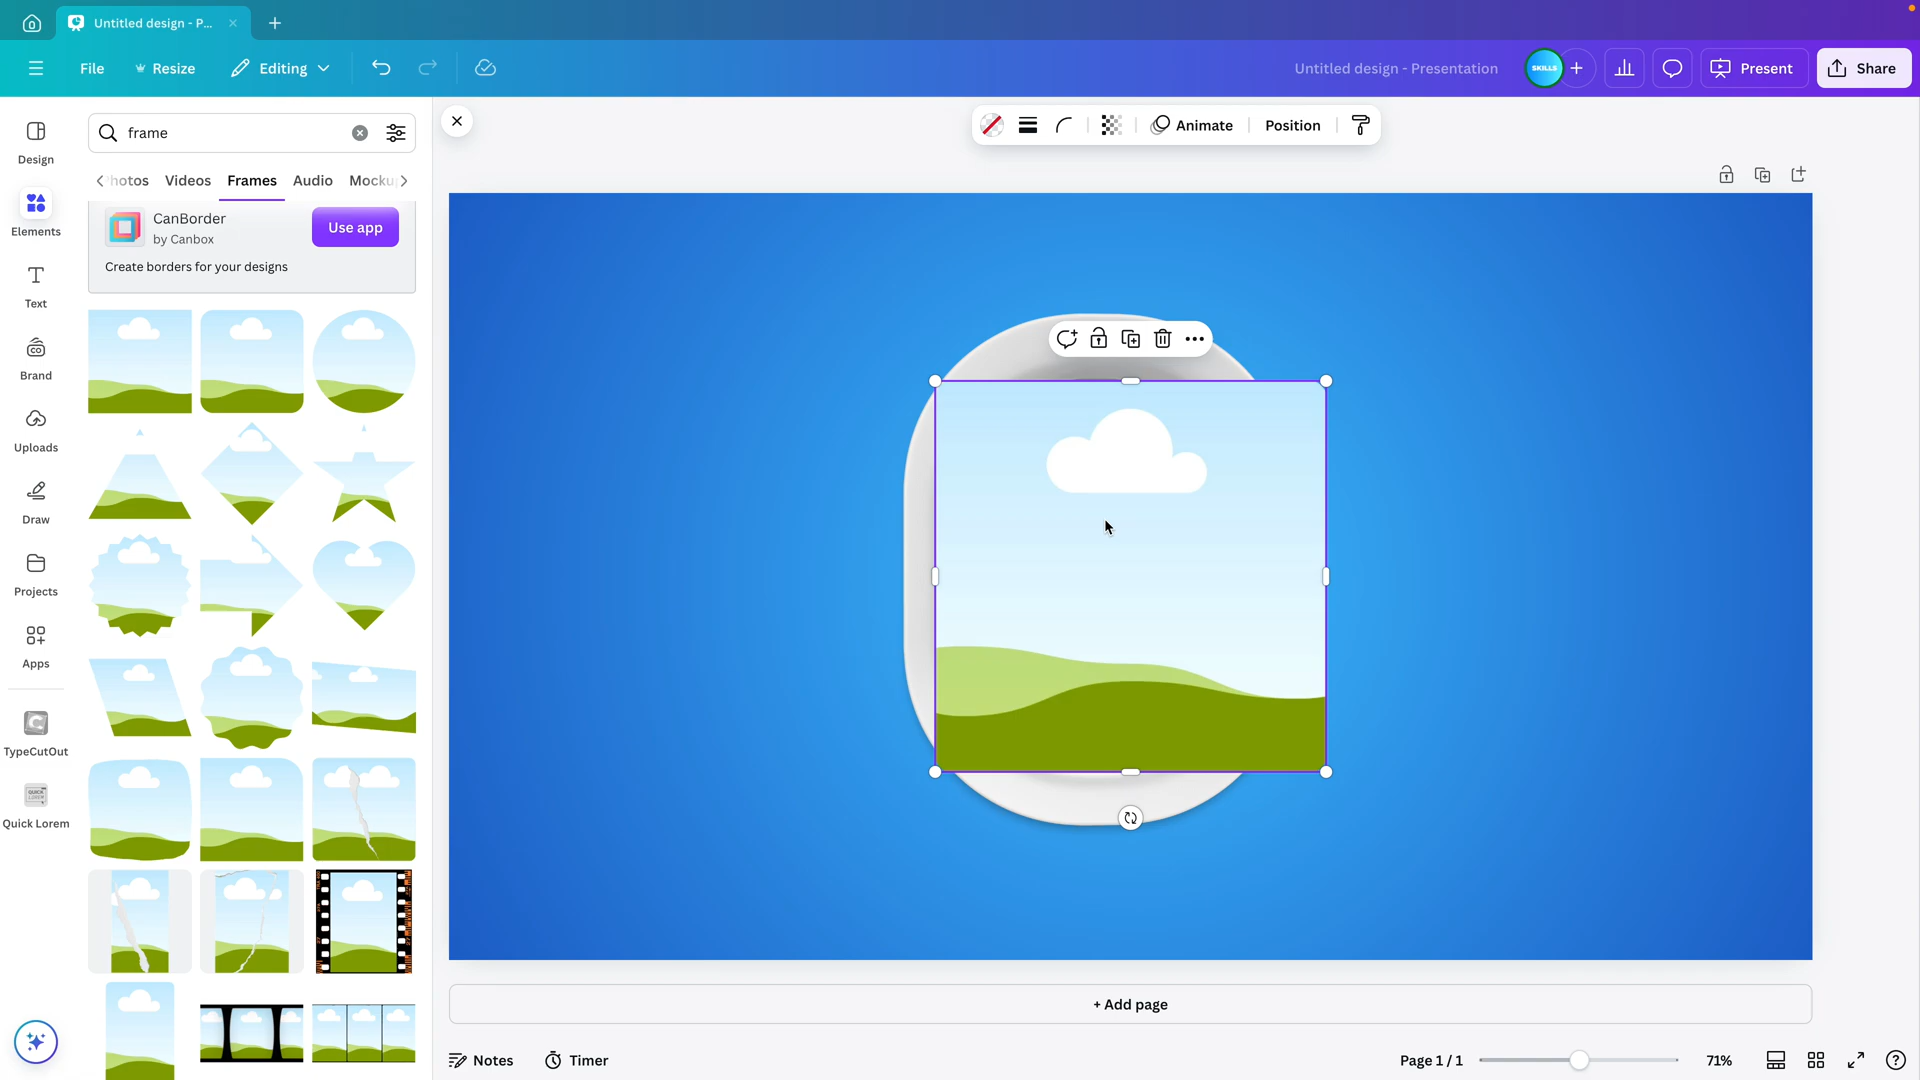 Untitled design - P...
File
Resize
Editing
Untitled design - Presentation
SKILLS
Present
Share
Design
Elements
Text
Brand
Uploads
Draw
Projects
Apps
TypeCutOut
Quick Lorem
frame
hotos
Videos
Frames
Audio
Mocku
CanBorder
by Canbox
Use app
Create borders for your designs
Animate
Position
+ Add page
Notes
Timer
Page 1 / 1
71%